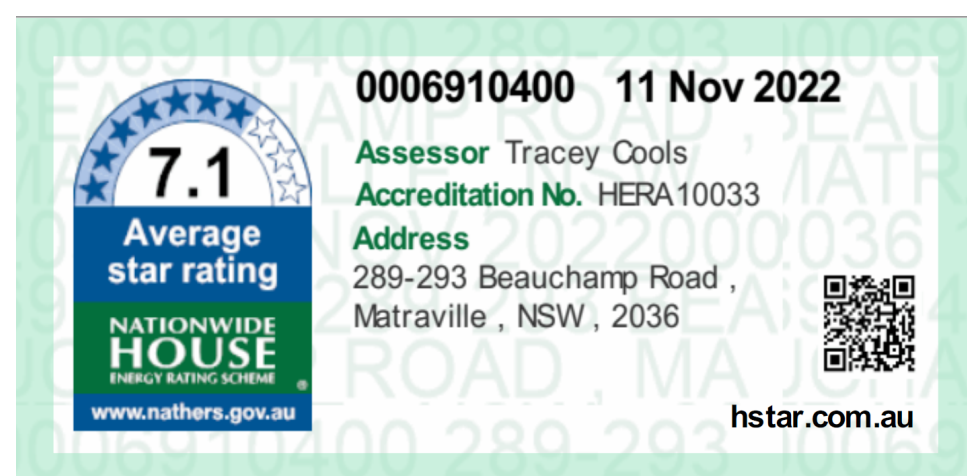 0006910400 11 Nov 2022
7.1
Average
star rating
NATIONWIDE
HOUSE
ENERGY RATING SCHEME ®
www.nathers.gov.au
Assessor Tracey Cools
Accreditation No. HERA10033
Address
289-293 Beauchamp Road ,
Matraville , NSW , 2036
hstar.com.au